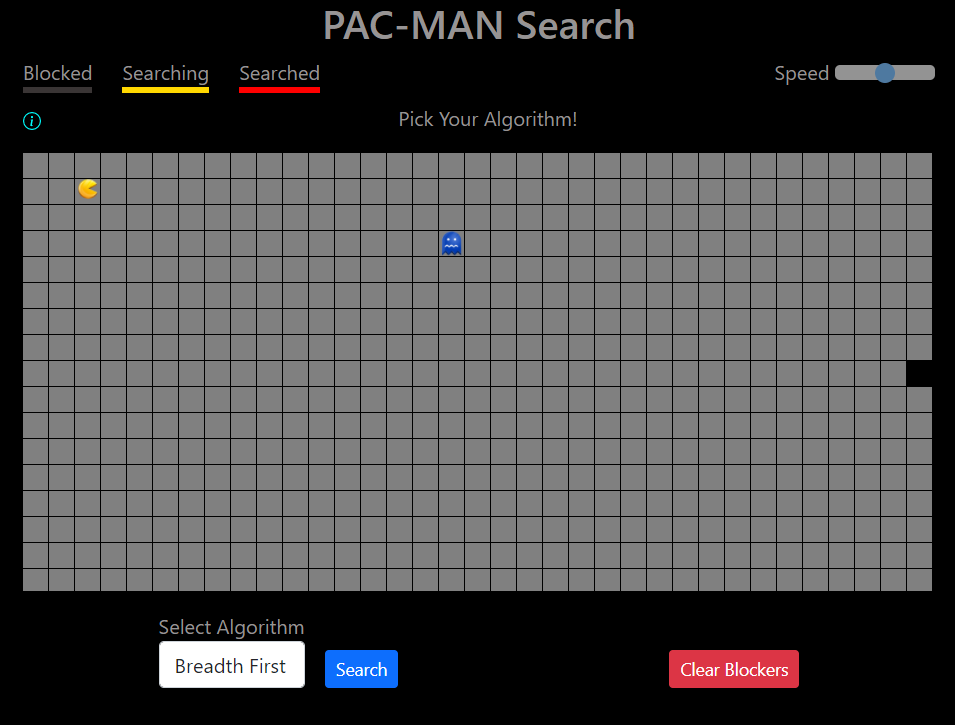 PAC-MAN Search
Blocked Searching Searched Speed
Pick Your Algorithm!
Select Algorithm
Breadth First Search Clear Blockers